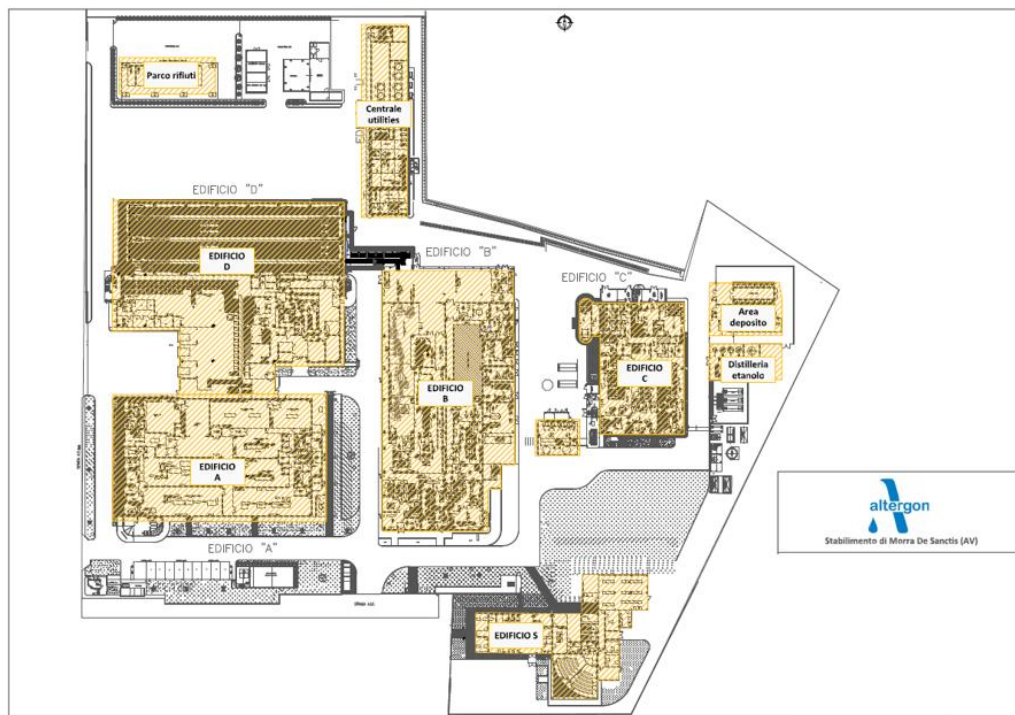 Parco rifiuti
Centrale
utilities
EDIFICIO "D"
EDIFICIO
D
EDIFICIO "B"
EDIFICIO "C"
Area
deposito
Distilleria
etanolo
EDIFICIO
C
EDIFICIO
B
EDIFICIO
A
EDIFICIO "A"
EDIFICIO S
altergon
Stabilimento di Morra De Sanctis (AV)